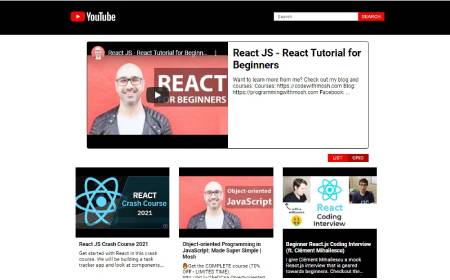 YouTube
Search
SEARCH
React JS - React Tutorial for Beginn...
REACT
FOR BEGINNERS
React JS - React Tutorial for
Beginners
Want to learn more from me? Check out my blog and
courses: Courses: https://codewithmosh.com Blog:
https://programmingwithmosh.com Facebook: ...
LIST
GRID
REACT
Crash Course
2021
React JS Crash Course 2021
Get started with React in this crash
course. We will be building a task
tracker app and look at components...
Object-oriented
JavaScript
Object-oriented Programming in
JavaScript: Made Super Simple |
Mosh
Get the COMPLETE course (70%
OFF - LIMITED TIME):
React
Coding
Interview
Beginner React.js Coding Interview
(ft. Clément Mihailescu)
I give Clément Mihailescu a mock
React.js interview that is geared
towards beginners. Checkout the...